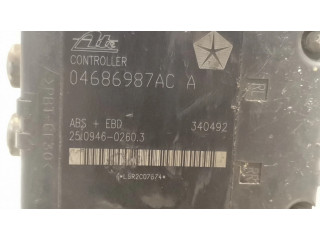 Ate
CONTROLLER
04686987AC A
ABS + EBD 340492
25.0946-0260.3